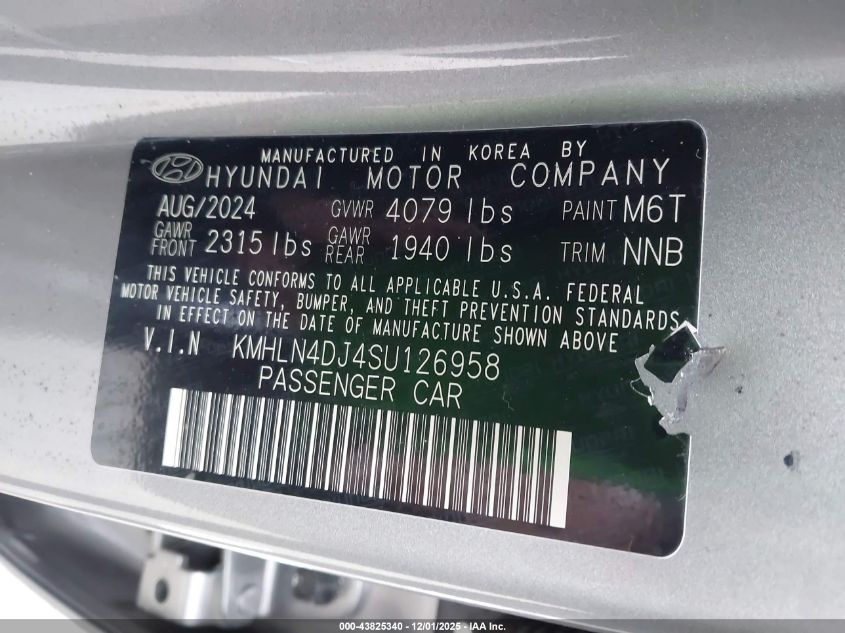 MANUFACTURED IN KOREA BY
HYUNDAI MOTOR COMPANY
AUG/2024 GVWR 4079 lbs PAINT M6T
GAWR FRONT 2315 lbs GAWR REAR 1940 lbs TRIM NNB
THIS VEHICLE CONFORMS TO ALL APPLICABLE U.S.A. FEDERAL
MOTOR VEHICLE SAFETY, BUMPER, AND THEFT PREVENTION STANDARDS
IN EFFECT ON THE DATE OF MANUFACTURE SHOWN ABOVE
V.I.N KMHLN4DJ4SU126958
PASSENGER CAR
000-43825340 - 12/01/2025 - IAA Inc.